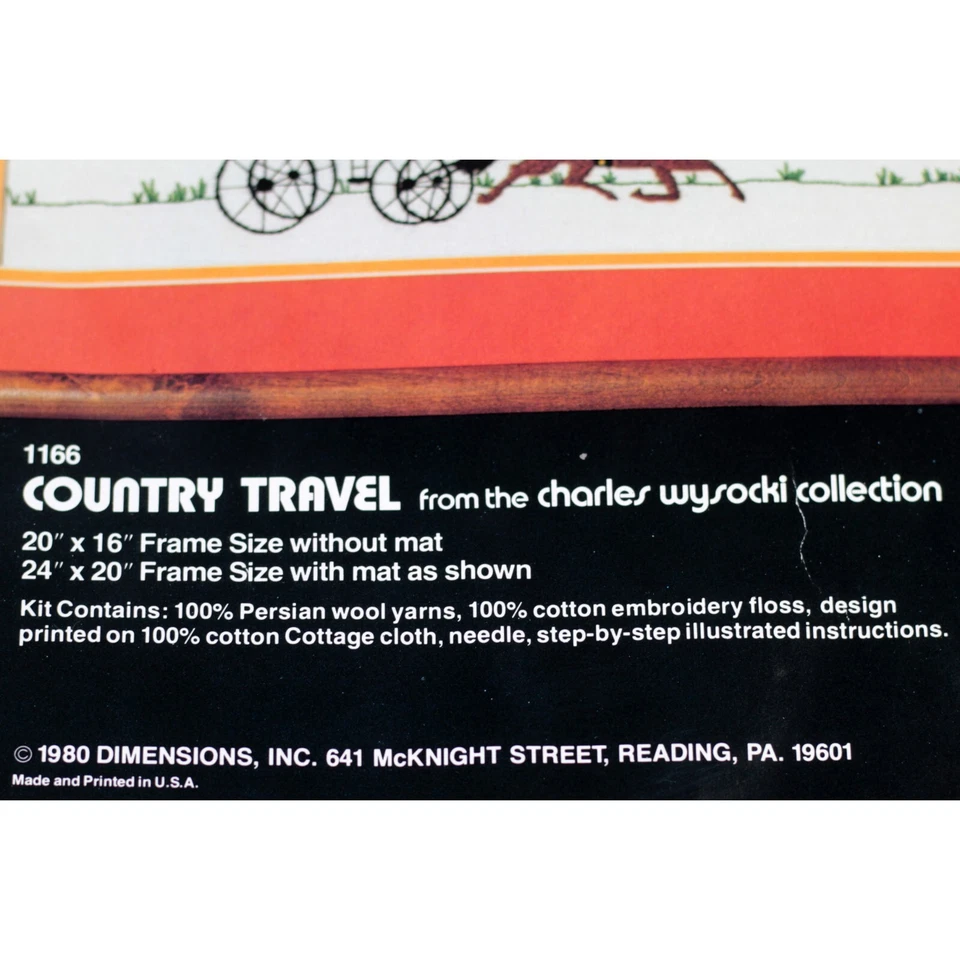 1166
COUNTRY TRAVEL from the charles wysocki collection
20" x 16" Frame Size without mat
24" x 20" Frame Size with mat as shown
Kit Contains: 100% Persian wool yarns, 100% cotton embroidery floss, design
printed on 100% cotton Cottage cloth, needle, step-by-step illustrated instructions.
© 1980 DIMENSIONS, INC. 641 McKNIGHT STREET, READING, PA. 19601
Made and Printed in U.S.A.